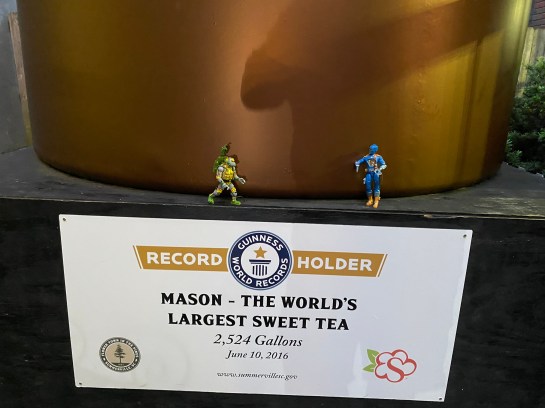 RECORD GUINNESS WORLD RECORDS HOLDER
MASON - THE WORLD'S
LARGEST SWEET TEA
2,524 Gallons
June 10, 2016
www.summervillesc.gov
S